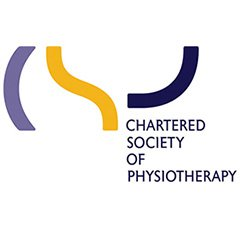 CHARTERED
SOCIETY
OF
PHYSIOTHERAPY